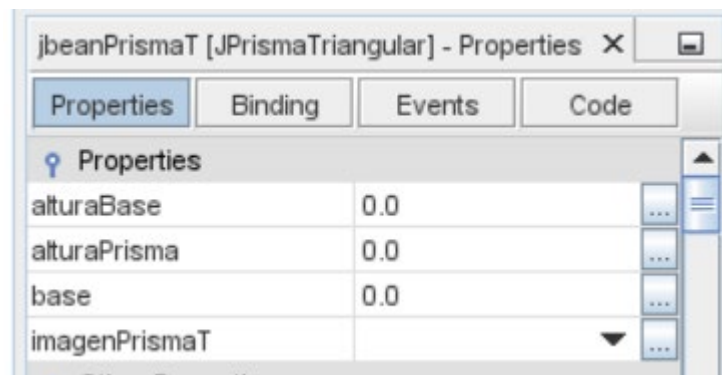 jbeanPrismaT [JPrismaTriangular] - Properties
Properties Binding Events Code
Properties
alturaBase 0.0 ...
alturaPrisma 0.0 ...
base 0.0 ...
imagenPrismaT ...